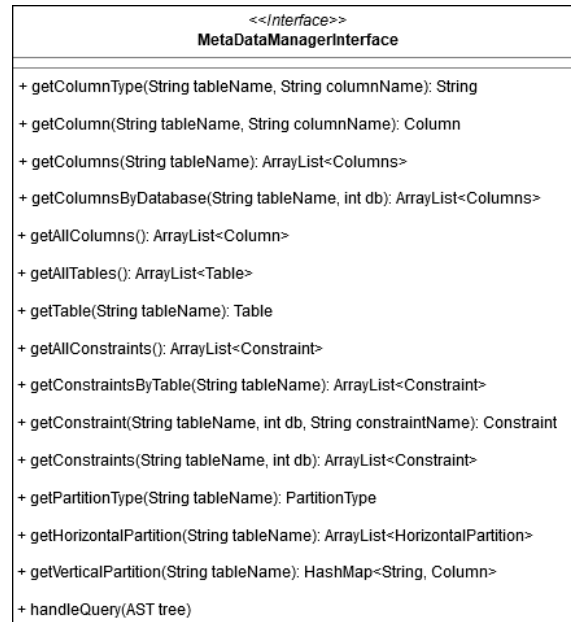 <<Interface>>
MetaDataManagerInterface
+ getColumnType(String tableName, String columnName): String
+ getColumn(String tableName, String columnName): Column
+ getColumns(String tableName): ArrayList<Columns>
+ getColumnsByDatabase(String tableName, int db): ArrayList<Columns>
+ getAllColumns(): ArrayList<Column>
+ getAllTables(): ArrayList<Table>
+ getTable(String tableName): Table
+ getAllConstraints(): ArrayList<Constraint>
+ getConstraintsByTable(String tableName): ArrayList<Constraint>
+ getConstraint(String tableName, int db, String constraintName): Constraint
+ getConstraints(String tableName, int db): ArrayList<Constraint>
+ getPartitionType(String tableName): PartitionType
+ getHorizontalPartition(String tableName): ArrayList<HorizontalPartition>
+ getVerticalPartition(String tableName): HashMap<String, Column>
+ handleQuery(AST tree)